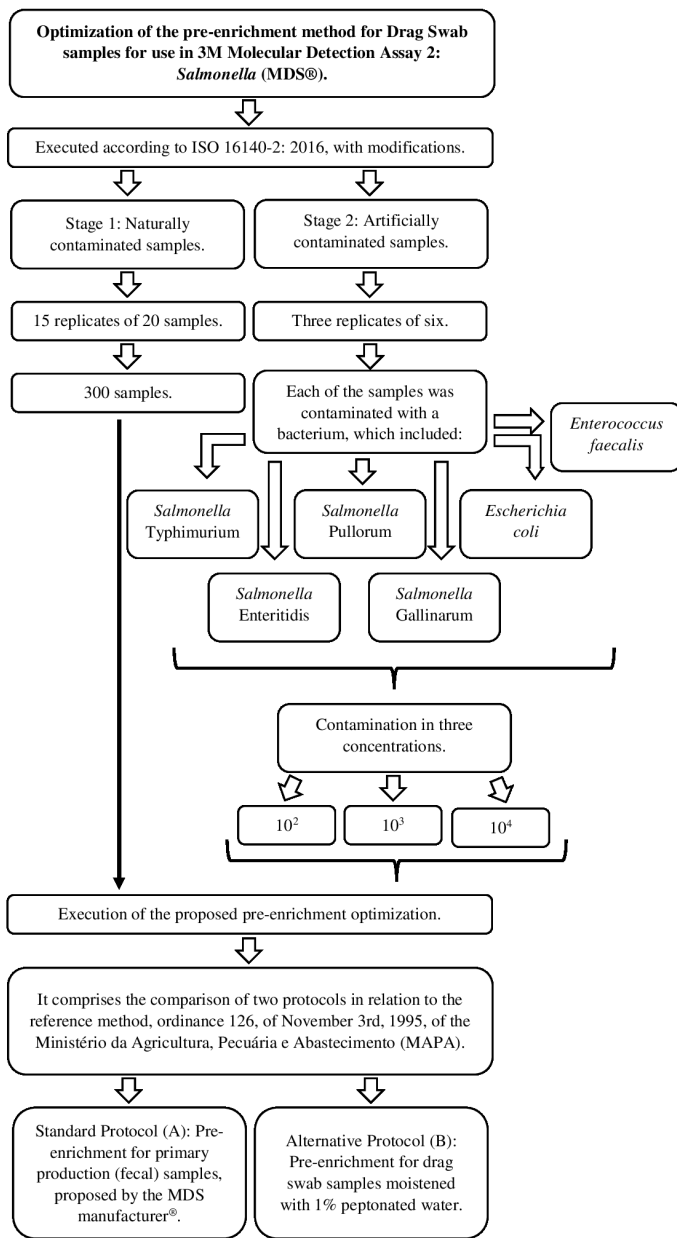 Optimization of the pre-enrichment method for Drag Swab
samples for use in 3M Molecular Detection Assay 2:
Salmonella (MDS®).
Executed according to ISO 16140-2: 2016, with modifications.
Stage 1: Naturally
contaminated samples.
Stage 2: Artificially
contaminated samples.
15 replicates of 20 samples.
Three replicates of six.
300 samples.
Each of the samples was
contaminated with a
bacterium, which included:
Enterococcus
faecalis
Salmonella
Typhimurium
Salmonella
Pullorum
Escherichia
coli
Salmonella
Enteritidis
Salmonella
Gallinarum
Contamination in three
concentrations.
10²
10³
10⁴
Execution of the proposed pre-enrichment optimization.
It comprises the comparison of two protocols in relation to the
reference method, ordinance 126, of November 3rd, 1995, of the
Ministério da Agricultura, Pecuária e Abastecimento (MAPA).
Standard Protocol (A): Pre-
enrichment for primary
production (fecal) samples,
proposed by the MDS
manufacturer®.
Alternative Protocol (B):
Pre-enrichment for drag
swab samples moistened
with 1% peptonated water.